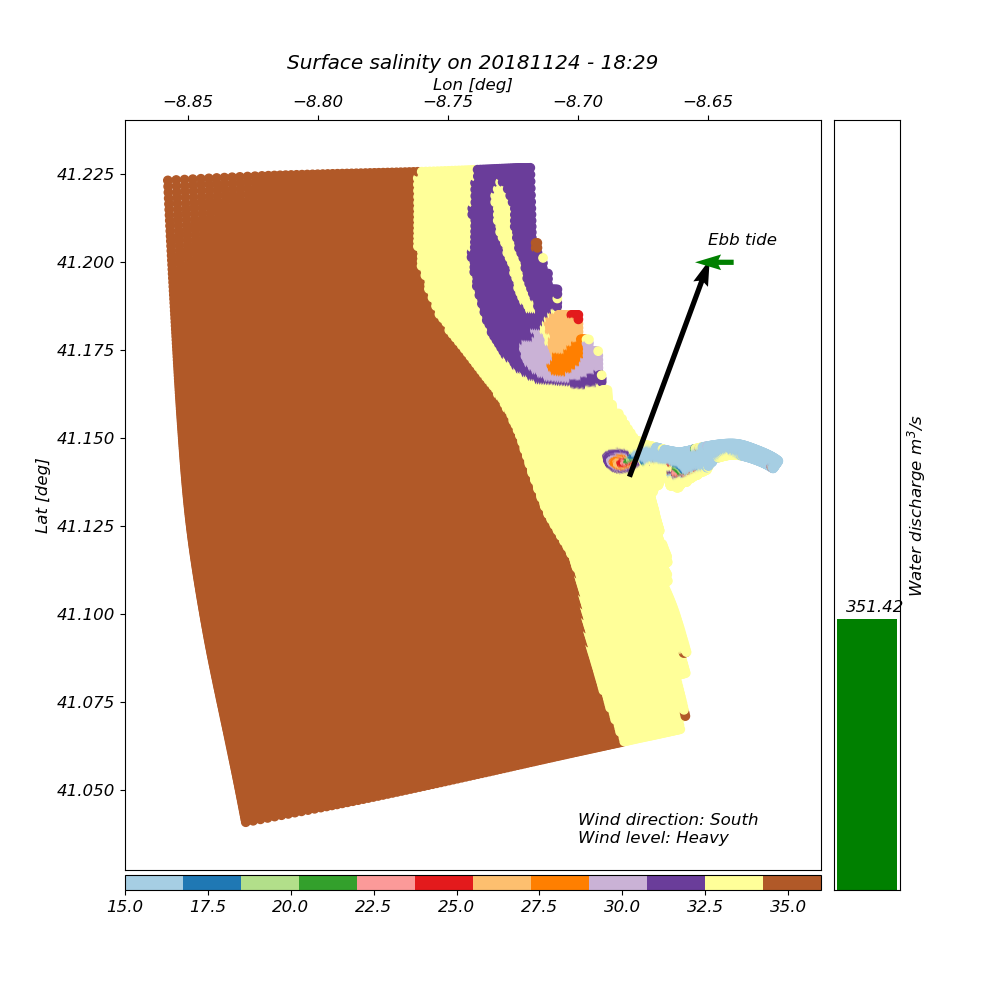 Surface salinity on 20181124 - 18:29
Lon [deg]
−8.85 −8.80 −8.75 −8.70 −8.65
41.225
41.200
41.175
41.150
41.125
41.100
41.075
41.050
Lat [deg]
Ebb tide
Wind direction: South
Wind level: Heavy
15.0 17.5 20.0 22.5 25.0 27.5 30.0 32.5 35.0
351.42
Water discharge m³/s